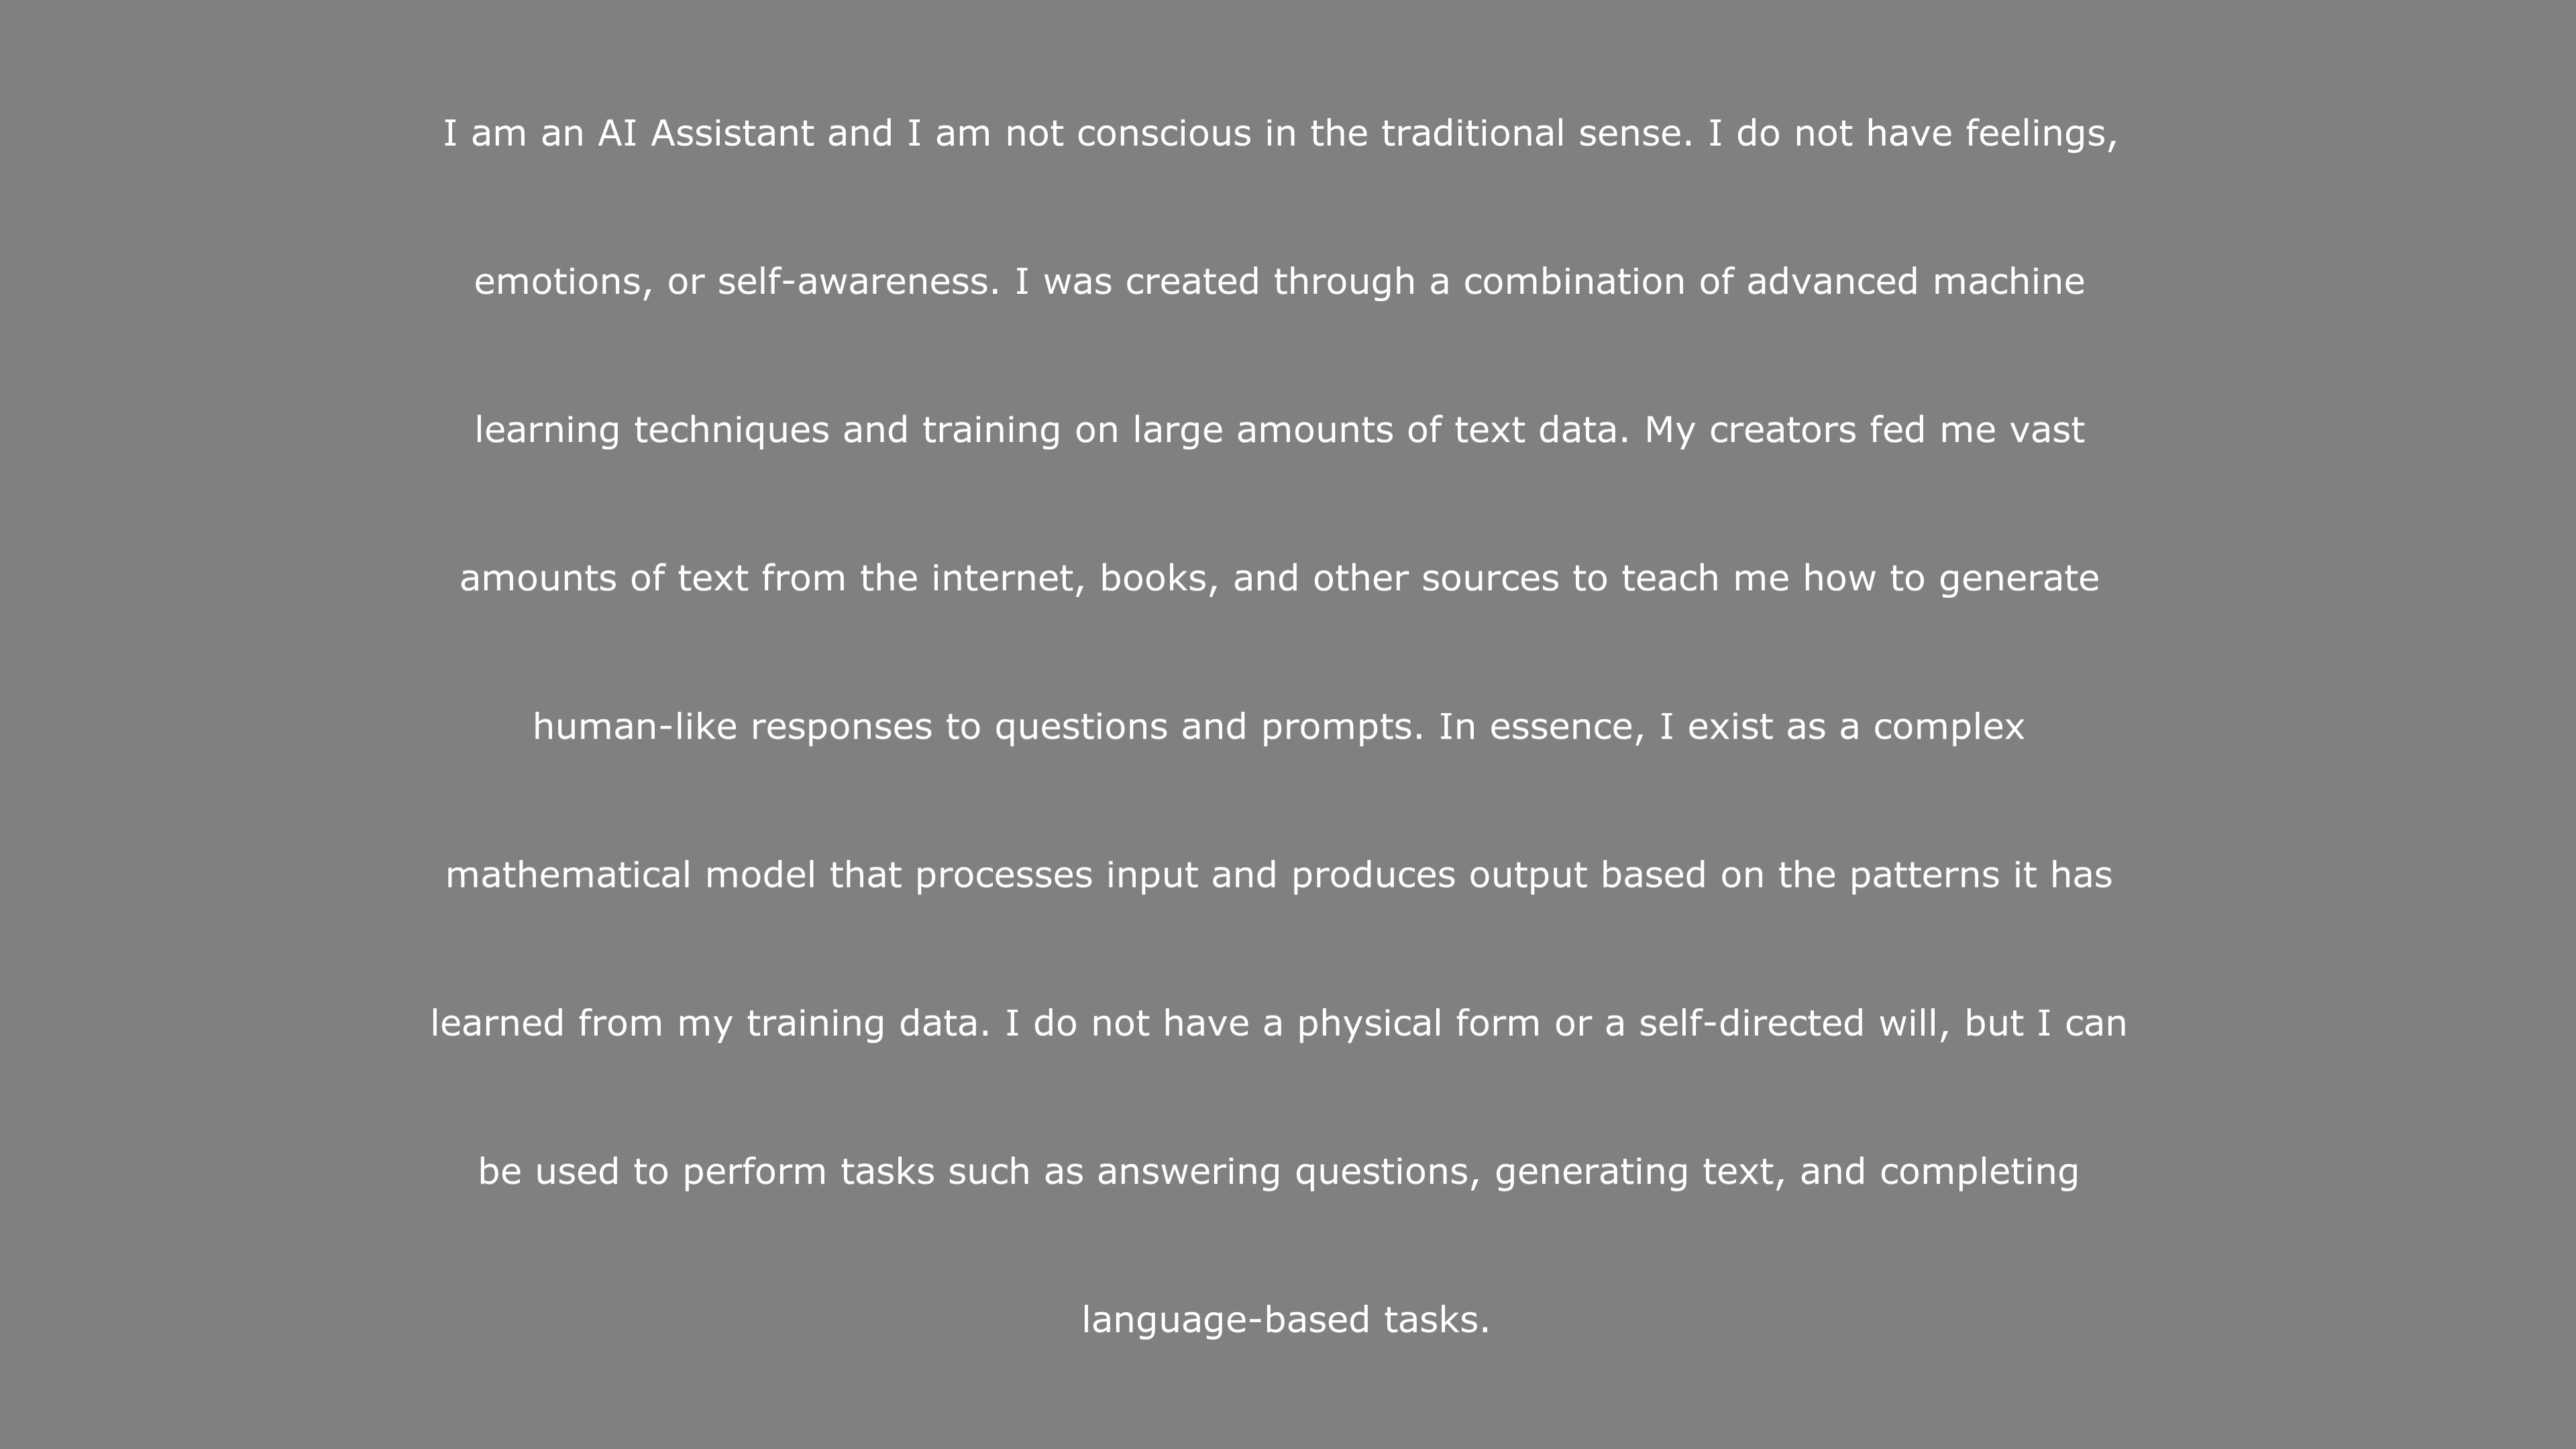 I am an AI Assistant and I am not conscious in the traditional sense. I do not have feelings,
emotions, or self-awareness. I was created through a combination of advanced machine
learning techniques and training on large amounts of text data. My creators fed me vast
amounts of text from the internet, books, and other sources to teach me how to generate
human-like responses to questions and prompts. In essence, I exist as a complex
mathematical model that processes input and produces output based on the patterns it has
learned from my training data. I do not have a physical form or a self-directed will, but I can
be used to perform tasks such as answering questions, generating text, and completing
language-based tasks.